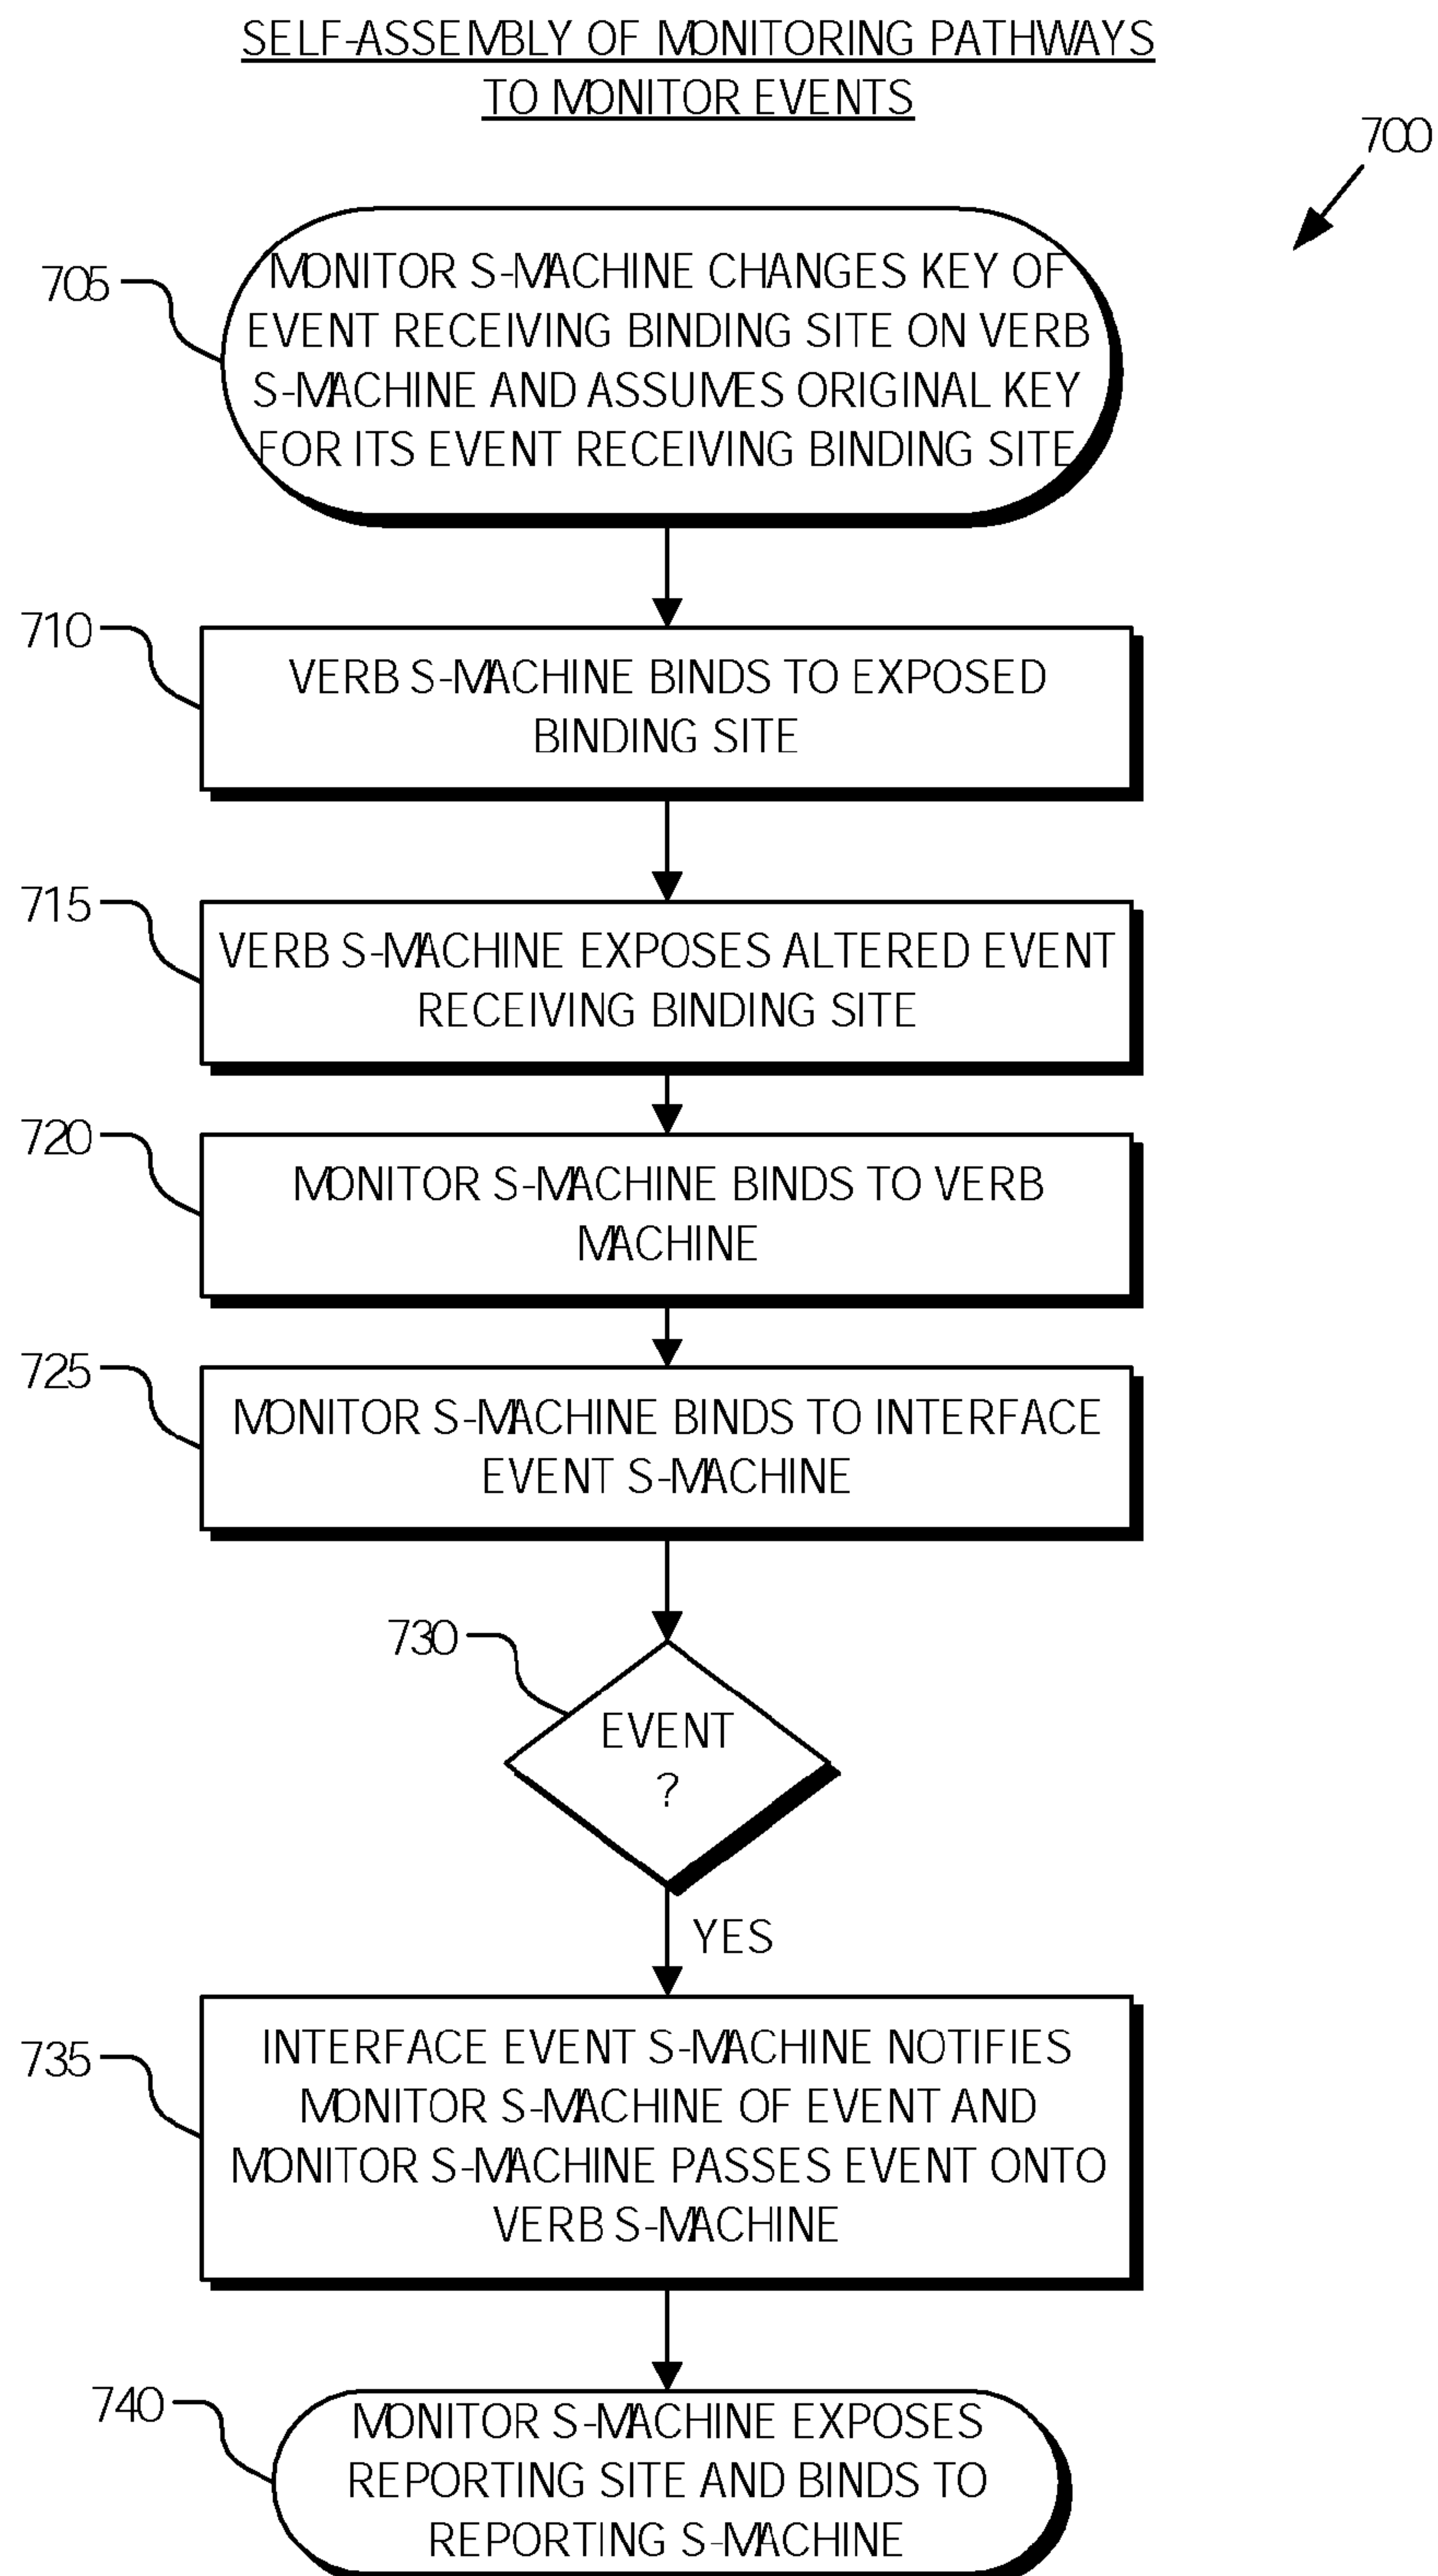 SELF-ASSEMBLY OF MONITORING PATHWAYS
TO MONITOR EVENTS
700
705
MONITOR S-MACHINE CHANGES KEY OF
EVENT RECEIVING BINDING SITE ON VERB
S-MACHINE AND ASSUMES ORIGINAL KEY
FOR ITS EVENT RECEIVING BINDING SITE
710
VERB S-MACHINE BINDS TO EXPOSED
BINDING SITE
715
VERB S-MACHINE EXPOSES ALTERED EVENT
RECEIVING BINDING SITE
720
MONITOR S-MACHINE BINDS TO VERB
MACHINE
725
MONITOR S-MACHINE BINDS TO INTERFACE
EVENT S-MACHINE
730
EVENT
?
YES
735
INTERFACE EVENT S-MACHINE NOTIFIES
MONITOR S-MACHINE OF EVENT AND
MONITOR S-MACHINE PASSES EVENT ONTO
VERB S-MACHINE
740
MONITOR S-MACHINE EXPOSES
REPORTING SITE AND BINDS TO
REPORTING S-MACHINE